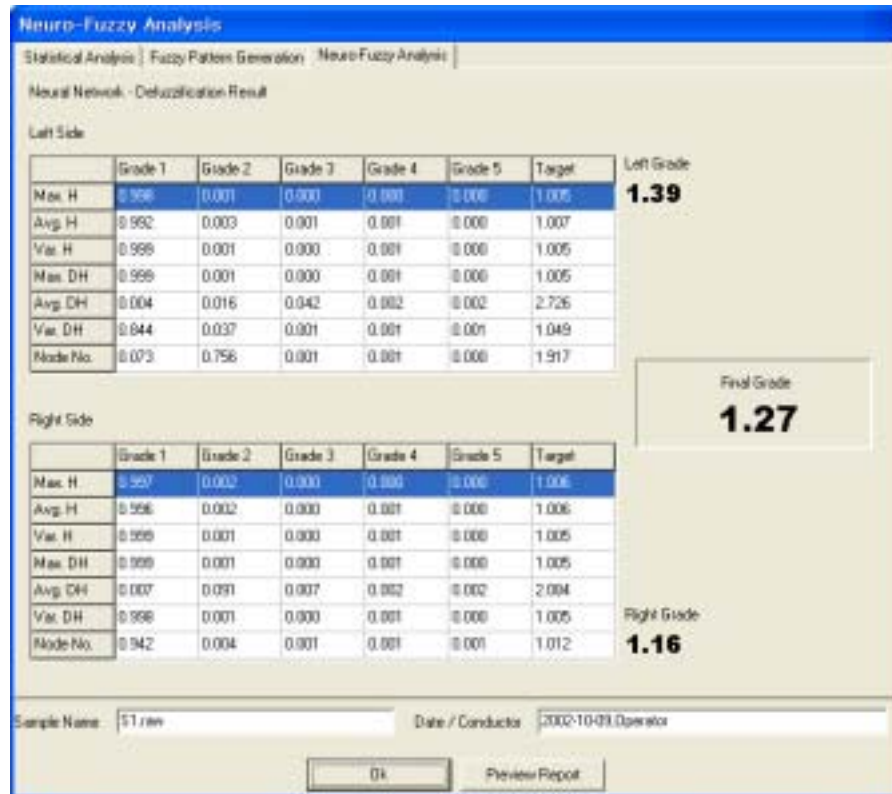 Neuro-Fuzzy Analysis
Statistical Analysis Fuzzy Pattern Generation Neuro Fuzzy Analysis
Neural Network - Defuzzification Result
Left Side
Grade 1 Grade 2 Grade 3 Grade 4 Grade 5 Target
Max. H 0.998 0.001 0.000 0.000 0.000 1.005
Avg. H 0.992 0.003 0.001 0.001 0.000 1.007
Var. H 0.999 0.001 0.000 0.001 0.000 1.005
Max. DH 0.999 0.001 0.000 0.001 0.000 1.005
Avg. DH 0.004 0.016 0.042 0.002 0.002 2.726
Var. DH 0.844 0.037 0.001 0.001 0.001 1.049
Node No. 0.073 0.756 0.001 0.001 0.000 1.917
Left Grade
1.39
Final Grade
1.27
Right Side
Grade 1 Grade 2 Grade 3 Grade 4 Grade 5 Target
Max. H 0.997 0.002 0.000 0.000 0.000 1.006
Avg. H 0.996 0.002 0.000 0.001 0.000 1.006
Var. H 0.999 0.001 0.000 0.001 0.000 1.005
Max. DH 0.999 0.001 0.000 0.001 0.000 1.005
Avg. DH 0.007 0.091 0.007 0.002 0.002 2.004
Var. DH 0.998 0.001 0.000 0.001 0.000 1.005
Node No. 0.942 0.004 0.001 0.001 0.001 1.012
Right Grade
1.16
Sample Name S1.raw Date / Conductor 2002-10-09,Operator
Ok Preview Report